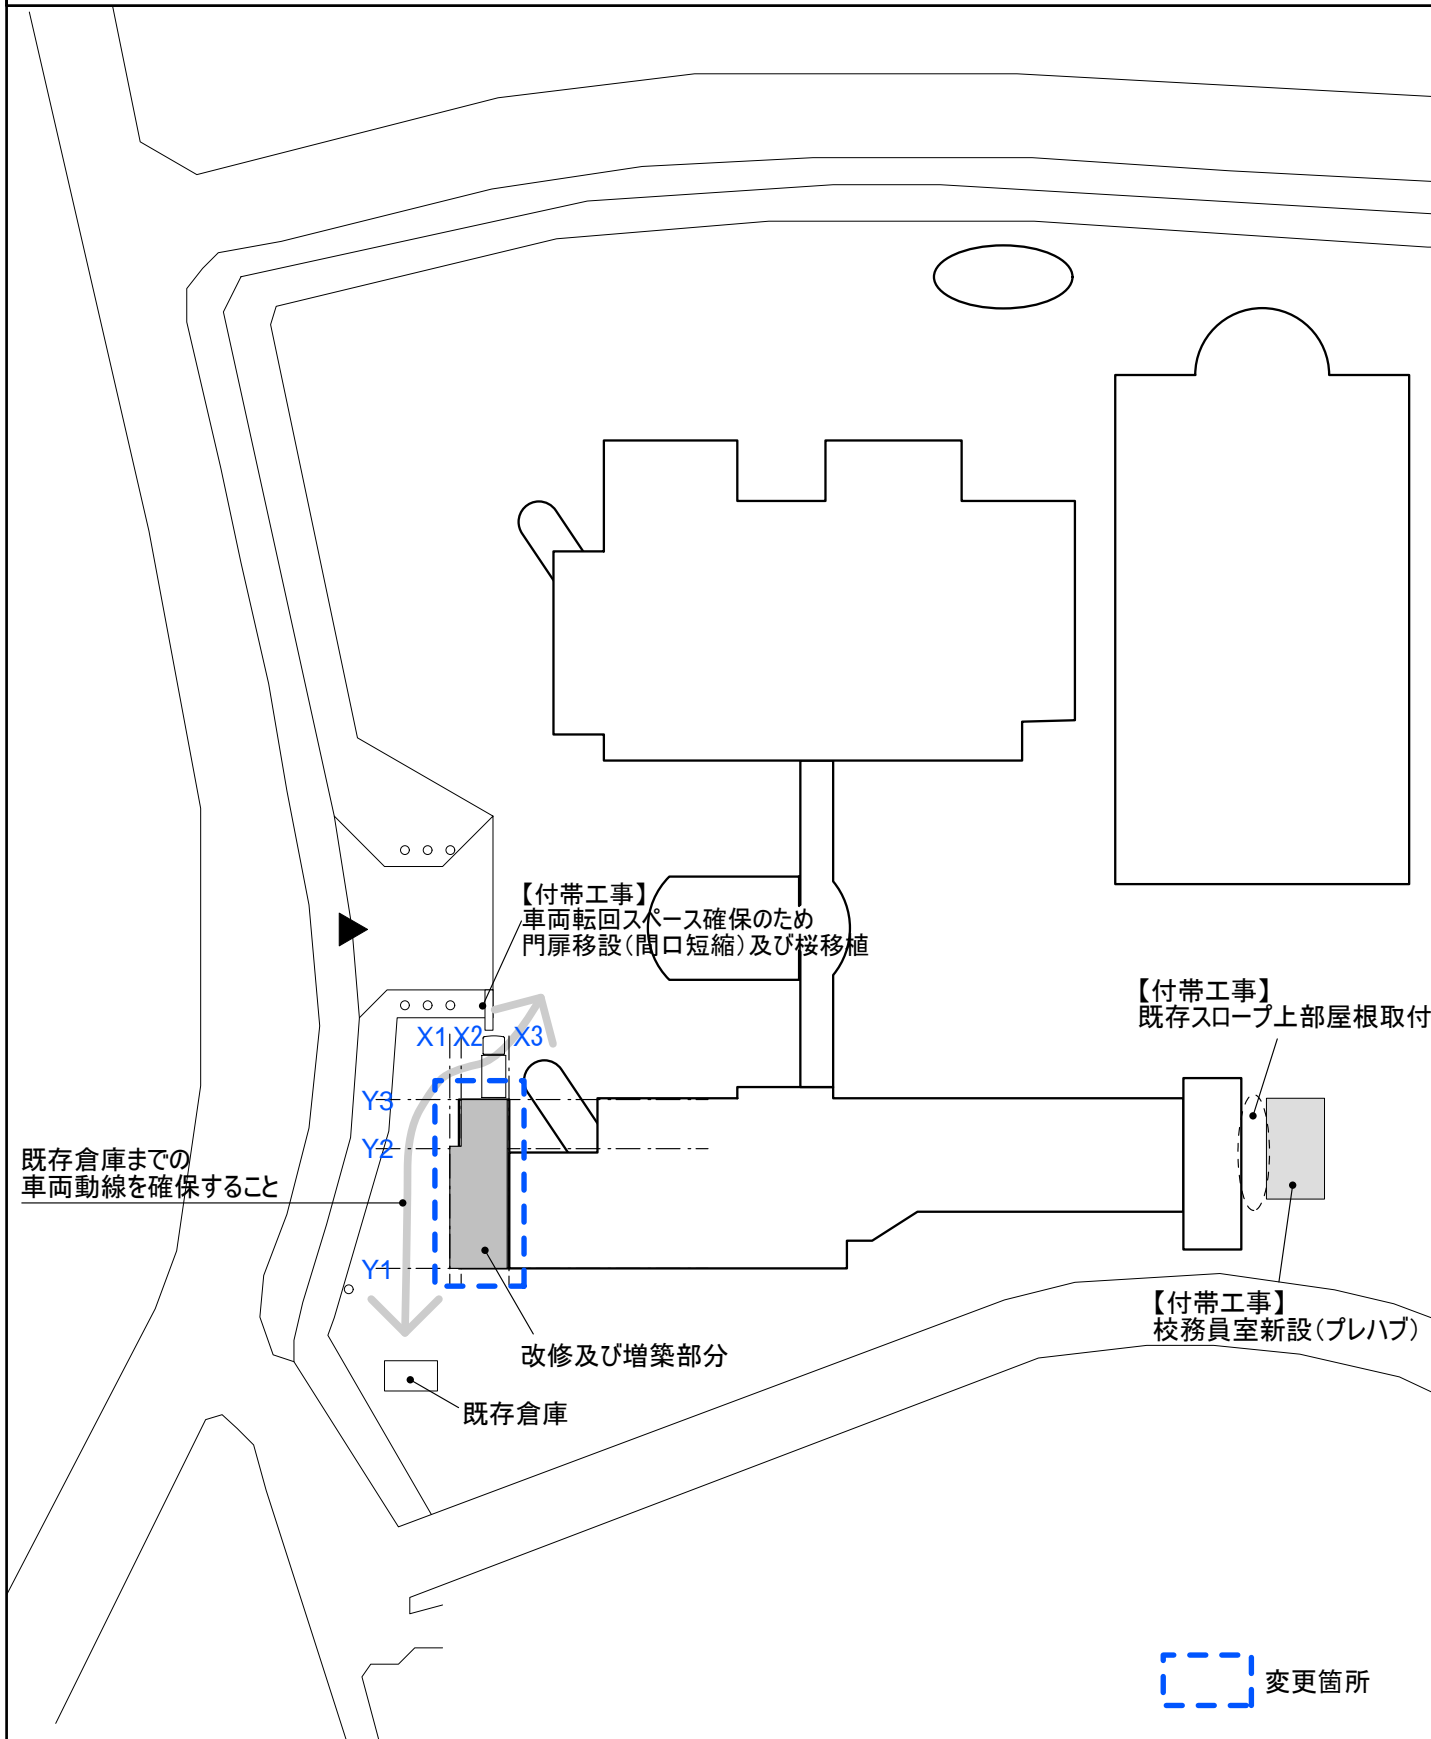 【付帯工事】
車両転回スペース確保のため
門扉移設(間口短縮)及び桜移植
【付帯工事】
既存スロープ上部屋根取付
X1
X2
X3
Y3
Y2
既存倉庫までの
車両動線を確保すること
Y1
【付帯工事】
校務員室新設(プレハブ)
改修及び増築部分
既存倉庫
変更箇所